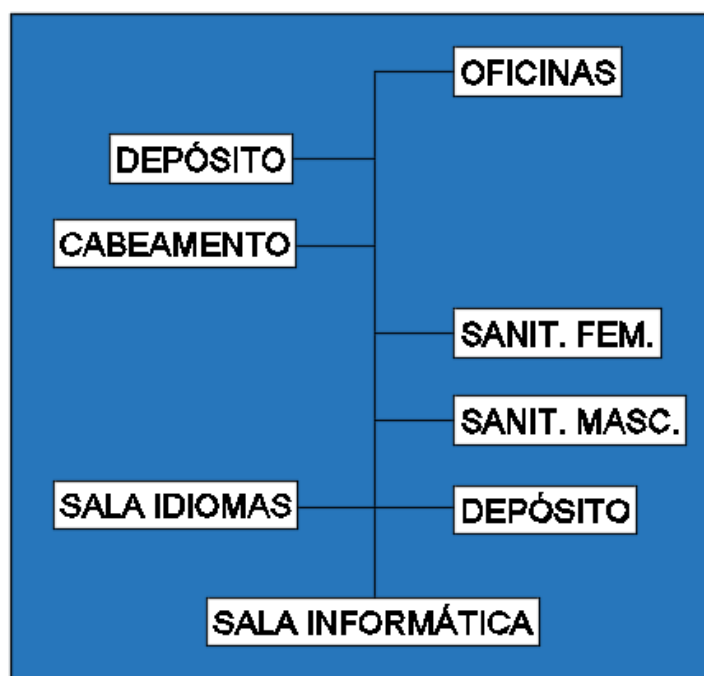 OFICINAS
DEPÓSITO
CABEAMENTO
SANIT. FEM.
SANIT. MASC.
SALA IDIOMAS
DEPÓSITO
SALA INFORMÁTICA